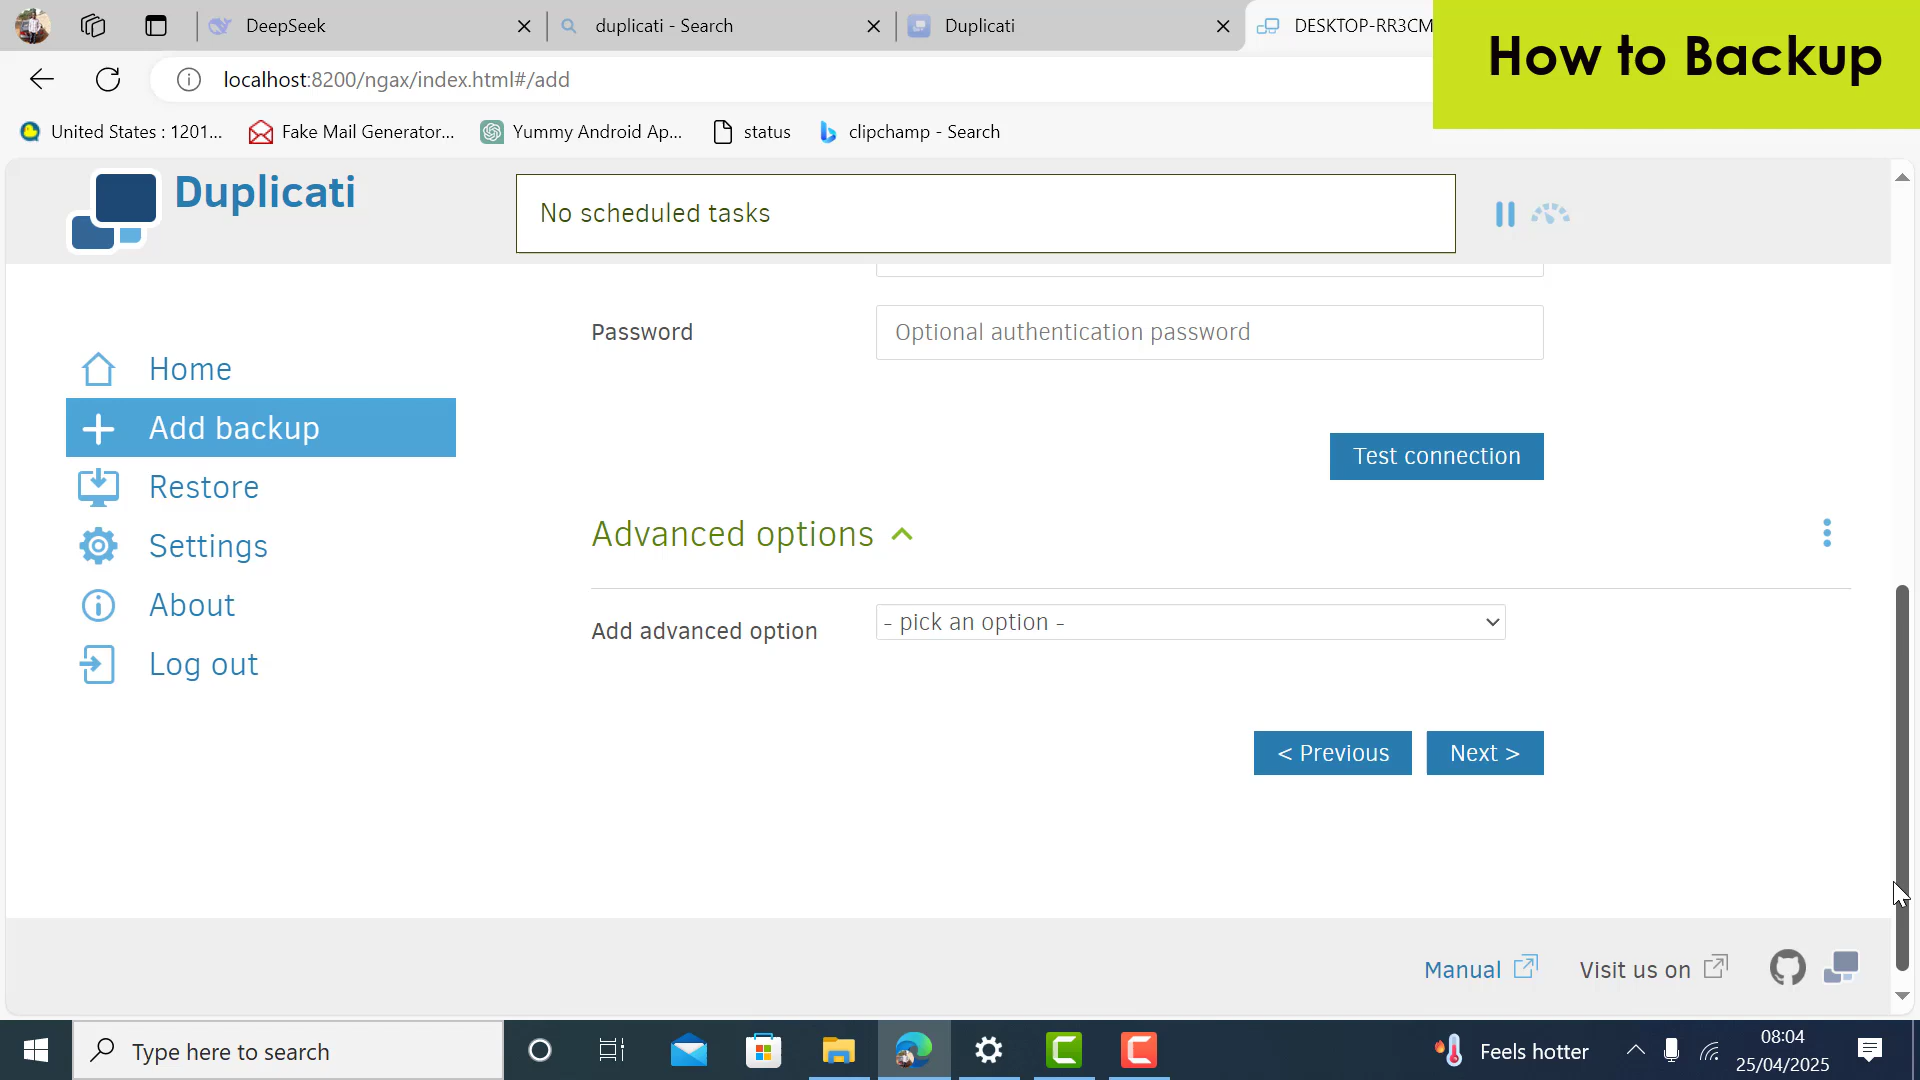 DeepSeek
duplicati - Search
Duplicati
DESKTOP-RR3CM
How to Backup
localhost:8200/ngax/index.html#/add
United States : 1201...
Fake Mail Generator...
Yummy Android Ap...
status
clipchamp - Search
Duplicati
No scheduled tasks
Password
Optional authentication password
Home
Add backup
Restore
Settings
About
Log out
Test connection
Advanced options
Add advanced option
- pick an option -
< Previous
Next >
Manual
Visit us on
Type here to search
Feels hotter
08:04
25/04/2025